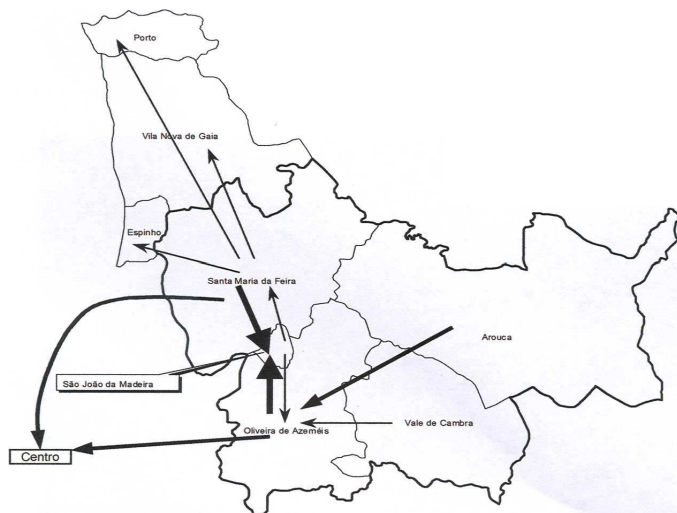 Porto
Vila Nova de Gaia
Espinho
Santa Maria da Feira
Arouca
São João da Madeira
Vale de Cambra
Oliveira de Azeméis
Centro